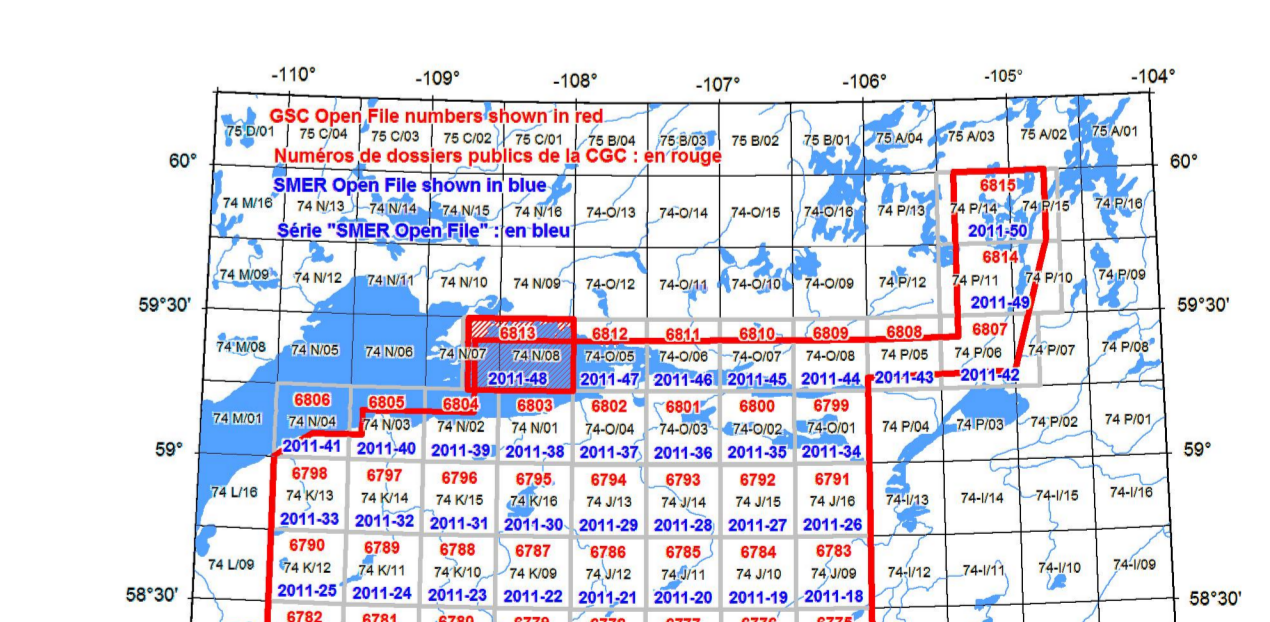 -110° -109° -108° -107° -106° -105° -104°
GSC Open File numbers shown in red
75 D/01 75 C/04 75 C/03 75 C/02 75 C/01 75 B/04 75 B/03 75 B/02 75 B/01 75 A/04 75 A/03 75 A/02 75 A/01
Numéros de dossiers publics de la CGC : en rouge
60° 60°
SMER Open File shown in blue
6815
74 M/16 74 N/13 74 N/14 74 N/15 74 N/16 74-O/13 74-O/14 74-O/15 74-O/16 74 P/13 74 P/14 74 P/15 74 P/16
Série "SMER Open File" : en bleu
2011-50
6814
74 M/09 74 N/12 74 N/11 74 N/10 74 N/09 74-O/12 74-O/11 74-O/10 74-O/09 74 P/12 74 P/11 74 P/10 74 P/09
2011-49
59°30' 59°30'
6813 6812 6811 6810 6809 6808 6807
74 M/08 74 N/05 74 N/06 74 N/07 74 N/08 74-O/05 74-O/06 74-O/07 74-O/08 74 P/05 74 P/06 74 P/07 74 P/08
2011-48 2011-47 2011-46 2011-45 2011-44 2011-43 2011-42
6806 6805 6804 6803 6802 6801 6800 6799
74 M/01 74 N/04 74 N/03 74 N/02 74 N/01 74-O/04 74-O/03 74-O/02 74-O/01 74 P/04 74 P/03 74 P/02 74 P/01
2011-41 2011-40 2011-39 2011-38 2011-37 2011-36 2011-35 2011-34
59° 59°
6798 6797 6796 6795 6794 6793 6792 6791
74 L/16 74 K/13 74 K/14 74 K/15 74 K/16 74 J/13 74 J/14 74 J/15 74 J/16 74-I/13 74-I/14 74-I/15 74-I/16
2011-33 2011-32 2011-31 2011-30 2011-29 2011-28 2011-27 2011-26
6790 6789 6788 6787 6786 6785 6784 6783
74 L/09 74 K/12 74 K/11 74 K/10 74 K/09 74 J/12 74 J/11 74 J/10 74 J/09 74-I/12 74-I/11 74-I/10 74-I/09
2011-25 2011-24 2011-23 2011-22 2011-21 2011-20 2011-19 2011-18
58°30' 58°30'
6782 6781 6780 6779 6778 6777 6776 6775